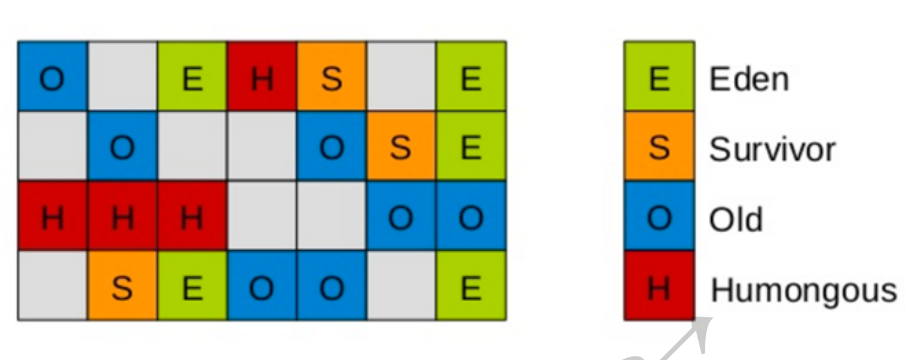 O E H S E
O O S E
H H H O O
S E O O E
E Eden
S Survivor
O Old
H Humongous